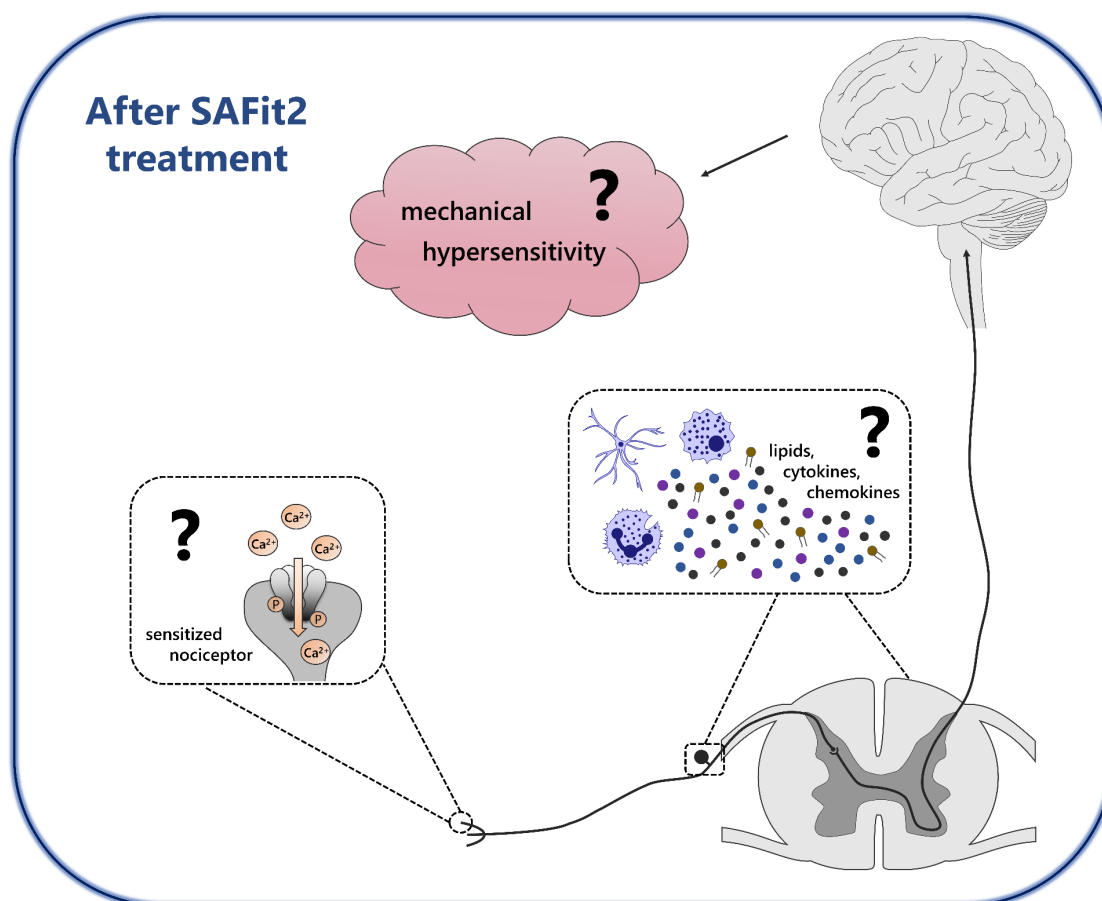 After SAFit2
treatment
?
mechanical
hypersensitivity
?
lipids,
cytokines,
chemokines
?
Ca²⁺
Ca²⁺
Ca²⁺
P
P
Ca²⁺
sensitized
nociceptor